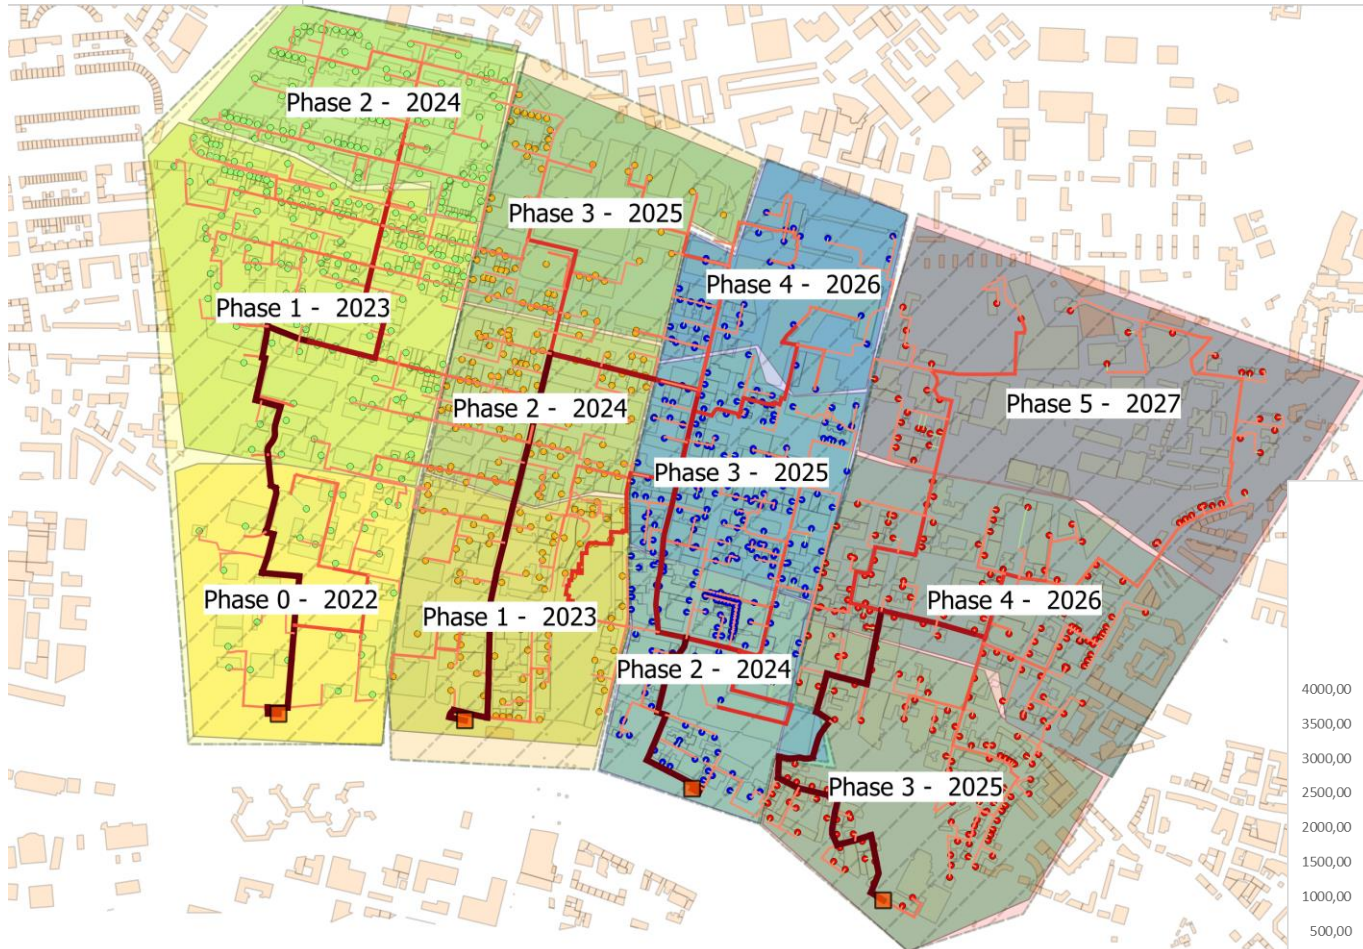 Phase 2 - 2024
Phase 3 - 2025
Phase 4 - 2026
Phase 1 - 2023
Phase 5 - 2027
Phase 2 - 2024
Phase 3 - 2025
Phase 0 - 2022
Phase 1 - 2023
Phase 4 - 2026
Phase 2 - 2024
Phase 3 - 2025
4000,00
3500,00
3000,00
2500,00
2000,00
1500,00
1000,00
500,00